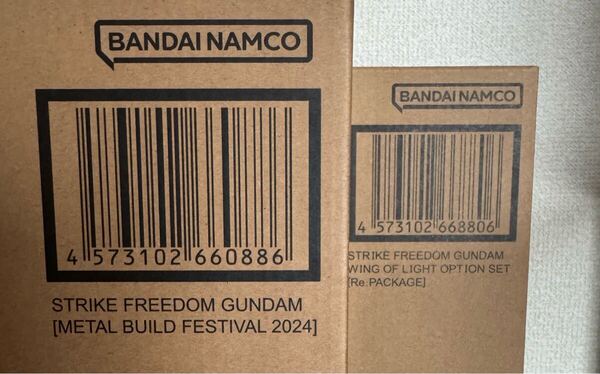 BANDAI NAMCO
4 573102 660886
STRIKE FREEDOM GUNDAM
[METAL BUILD FESTIVAL 2024]
BANDAI NAMCO
4 573102 668806
STRIKE FREEDOM GUNDAM
WING OF LIGHT OPTION SET
[Re:PACKAGE]